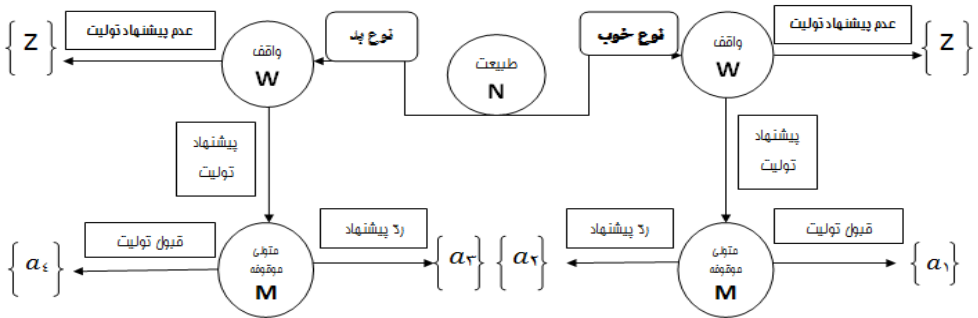 عدم پیشنهاد تولیت
نوع خوب
نوع بد
عدم پیشنهاد تولیت
{Z}
واقف
W
طبیعت
N
واقف
W
{Z}
پیشنهاد
تولیت
پیشنهاد
تولیت
قبول تولیت
متولی
موقوفه
M
ردّ پیشنهاد
ردّ پیشنهاد
متولی
موقوفه
M
قبول تولیت
{a₁}
{a۲}
{a۳}
{a٤}